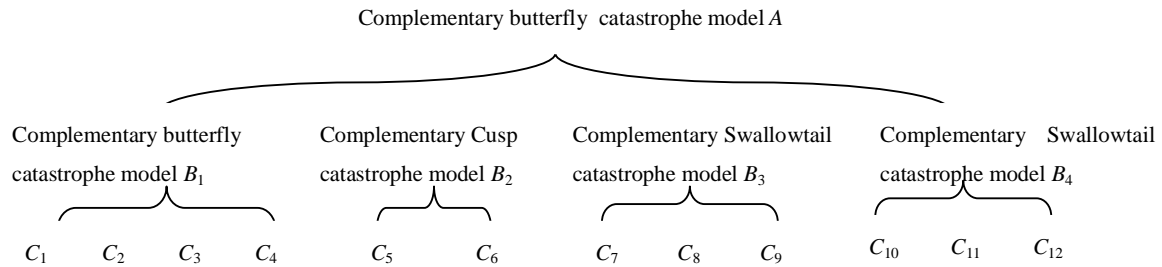 Complementary butterfly catastrophe model A
Complementary butterfly
catastrophe model B1
Complementary Cusp
catastrophe model B2
Complementary Swallowtail
catastrophe model B3
Complementary Swallowtail
catastrophe model B4
C1 C2 C3 C4 C5 C6 C7 C8 C9 C10 C11 C12